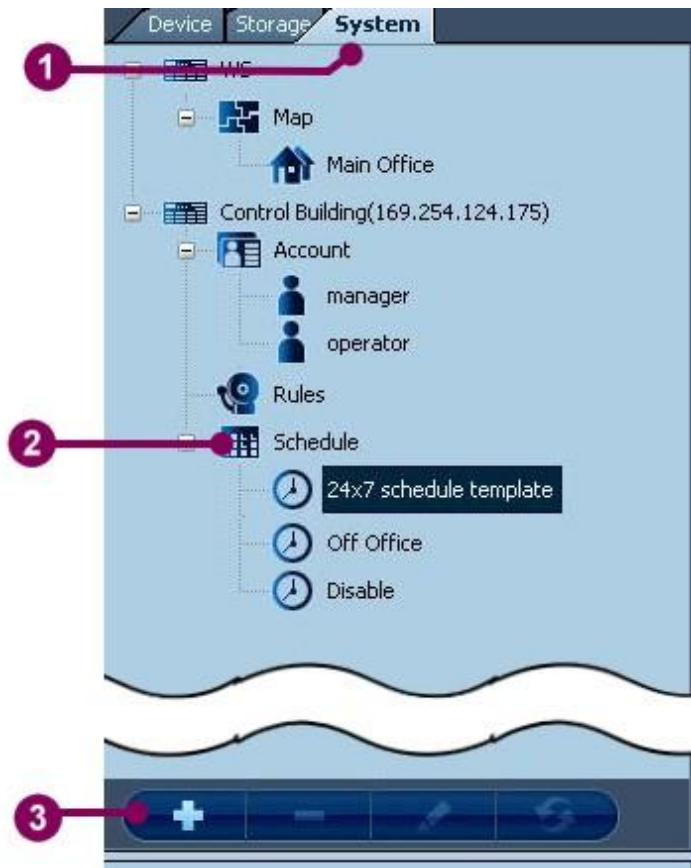 Device Storage System
1
Map
Main Office
Control Building(169.254.124.175)
Account
manager
operator
Rules
2 Schedule
24x7 schedule template
Off Office
Disable
3